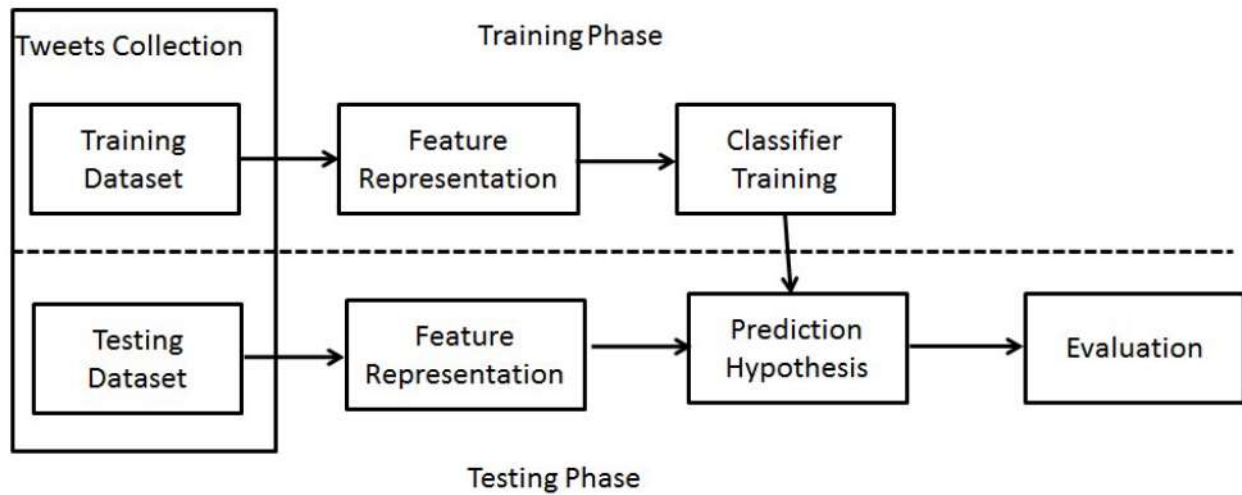 Tweets Collection
Training Phase
Training
Dataset
Feature
Representation
Classifier
Training
Testing
Dataset
Feature
Representation
Prediction
Hypothesis
Evaluation
Testing Phase